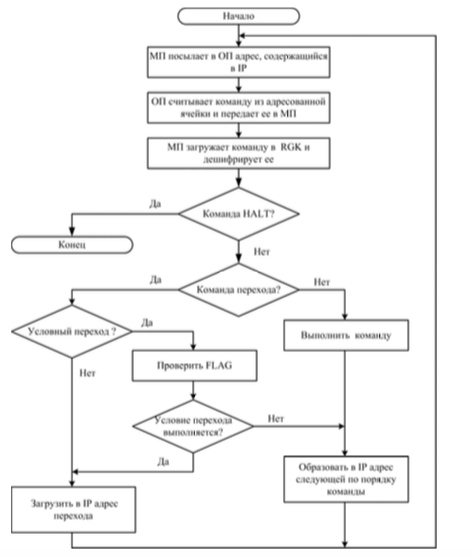 Начало
МП посылает в ОП адрес, содержащийся
в IP
ОП считывает команду из адресованной
ячейки и передает ее в МП
МП загружает команду в RGK и
дешифрирует ее
Да
Команда HALT?
Конец
Нет
Да
Команда перехода?
Нет
Условный переход ?
Да
Выполнить команду
Нет
Проверить FLAG
Условие перехода
выполняется?
Нет
Да
Образовать в IP адрес
следующей по порядку
команды
Загрузить в IP адрес
перехода